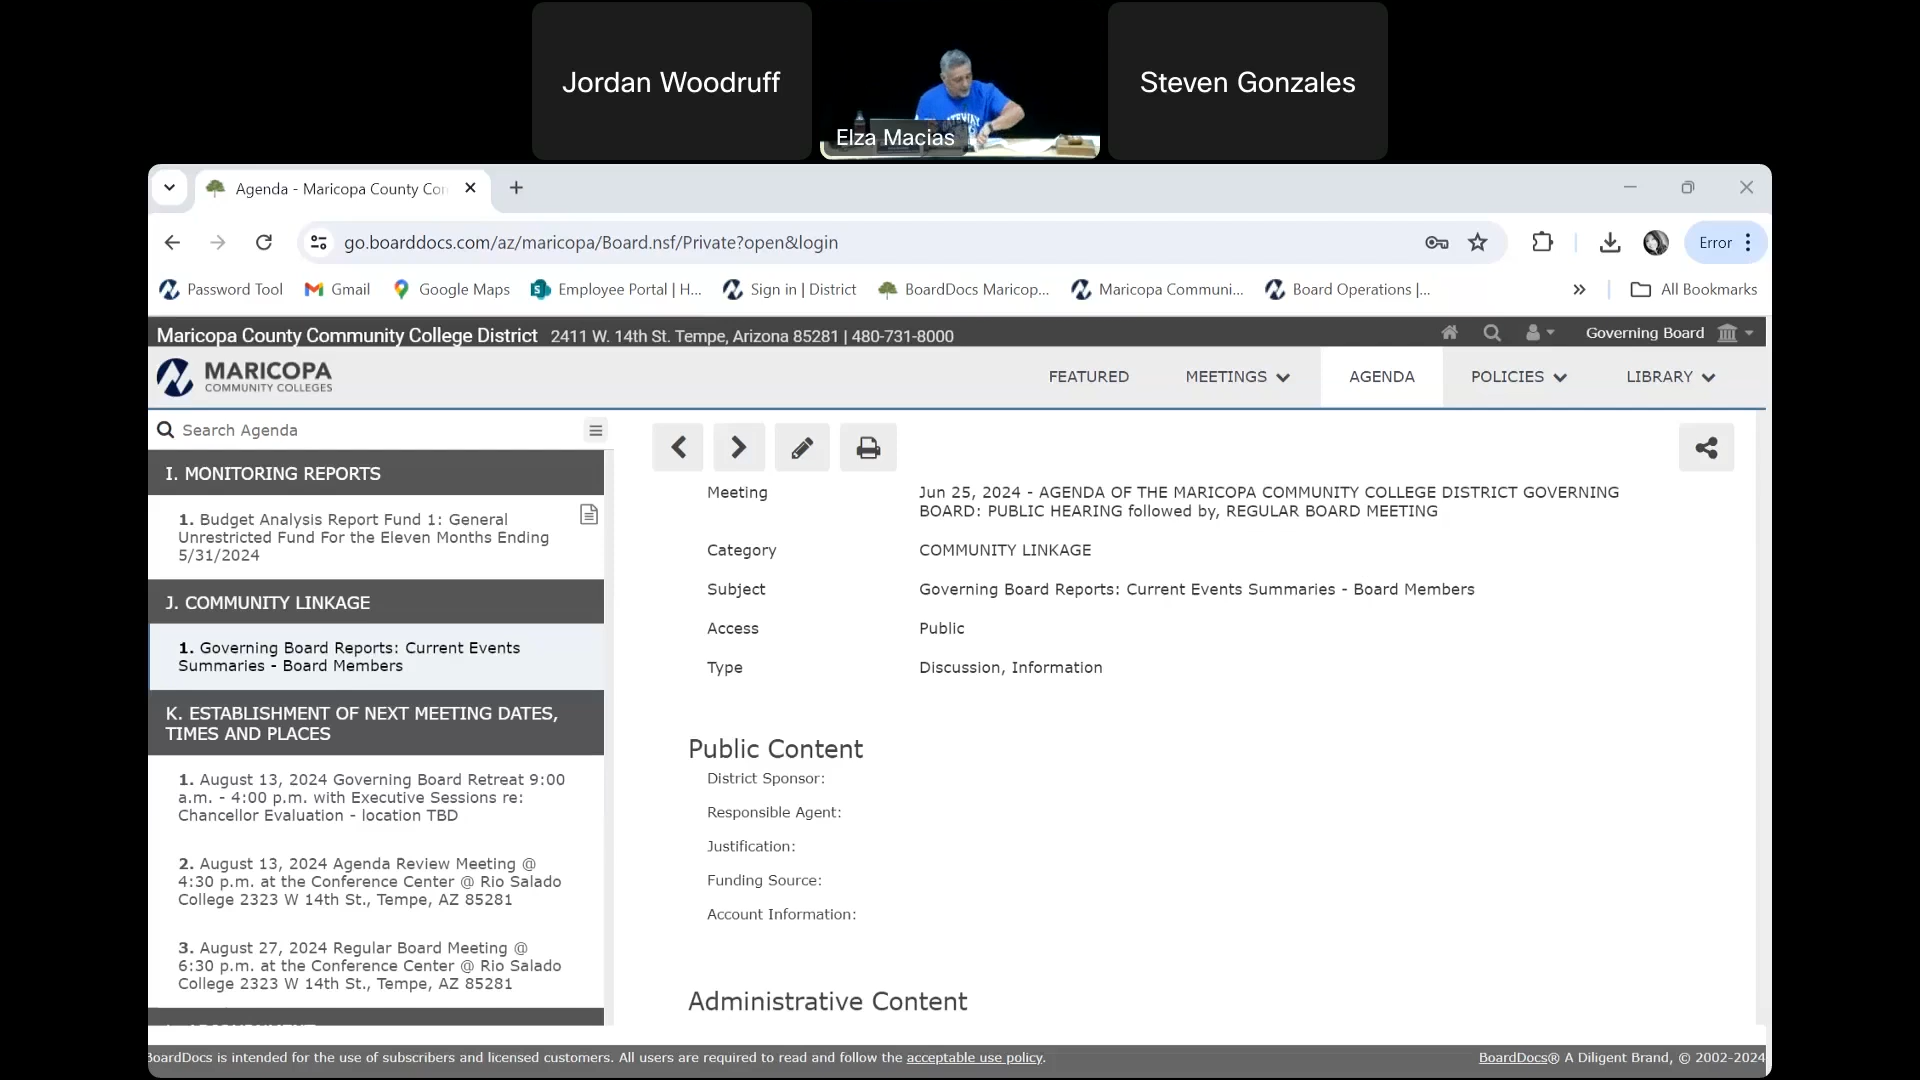 Jordan Woodruff
Elza Macias
Steven Gonzales
Agenda - Maricopa County Co
go.boarddocs.com/az/maricopa/Board.nsf/Private?open&login
Error
Password Tool
Gmail
Google Maps
Employee Portal | H...
Sign in | District
BoardDocs Maricop...
Maricopa Communi...
Board Operations |...
All Bookmarks
Maricopa County Community College District 2411 W. 14th St. Tempe, Arizona 85281 | 480-731-8000
Governing Board
MARICOPA
COMMUNITY COLLEGES
FEATURED
MEETINGS
AGENDA
POLICIES
LIBRARY
Search Agenda
I. MONITORING REPORTS
1. Budget Analysis Report Fund 1: General
Unrestricted Fund For the Eleven Months Ending
5/31/2024
J. COMMUNITY LINKAGE
1. Governing Board Reports: Current Events
Summaries - Board Members
K. ESTABLISHMENT OF NEXT MEETING DATES,
TIMES AND PLACES
1. August 13, 2024 Governing Board Retreat 9:00
a.m. - 4:00 p.m. with Executive Sessions re:
Chancellor Evaluation - location TBD
2. August 13, 2024 Agenda Review Meeting @
4:30 p.m. at the Conference Center @ Rio Salado
College 2323 W 14th St., Tempe, AZ 85281
3. August 27, 2024 Regular Board Meeting @
6:30 p.m. at the Conference Center @ Rio Salado
College 2323 W 14th St., Tempe, AZ 85281
Meeting
Jun 25, 2024 - AGENDA OF THE MARICOPA COMMUNITY COLLEGE DISTRICT GOVERNING
BOARD: PUBLIC HEARING followed by, REGULAR BOARD MEETING
Category
COMMUNITY LINKAGE
Subject
Governing Board Reports: Current Events Summaries - Board Members
Access
Public
Type
Discussion, Information
Public Content
District Sponsor:
Responsible Agent:
Justification:
Funding Source:
Account Information:
Administrative Content
BoardDocs is intended for the use of subscribers and licensed customers. All users are required to read and follow the acceptable use policy.
BoardDocs® A Diligent Brand, © 2002-2024